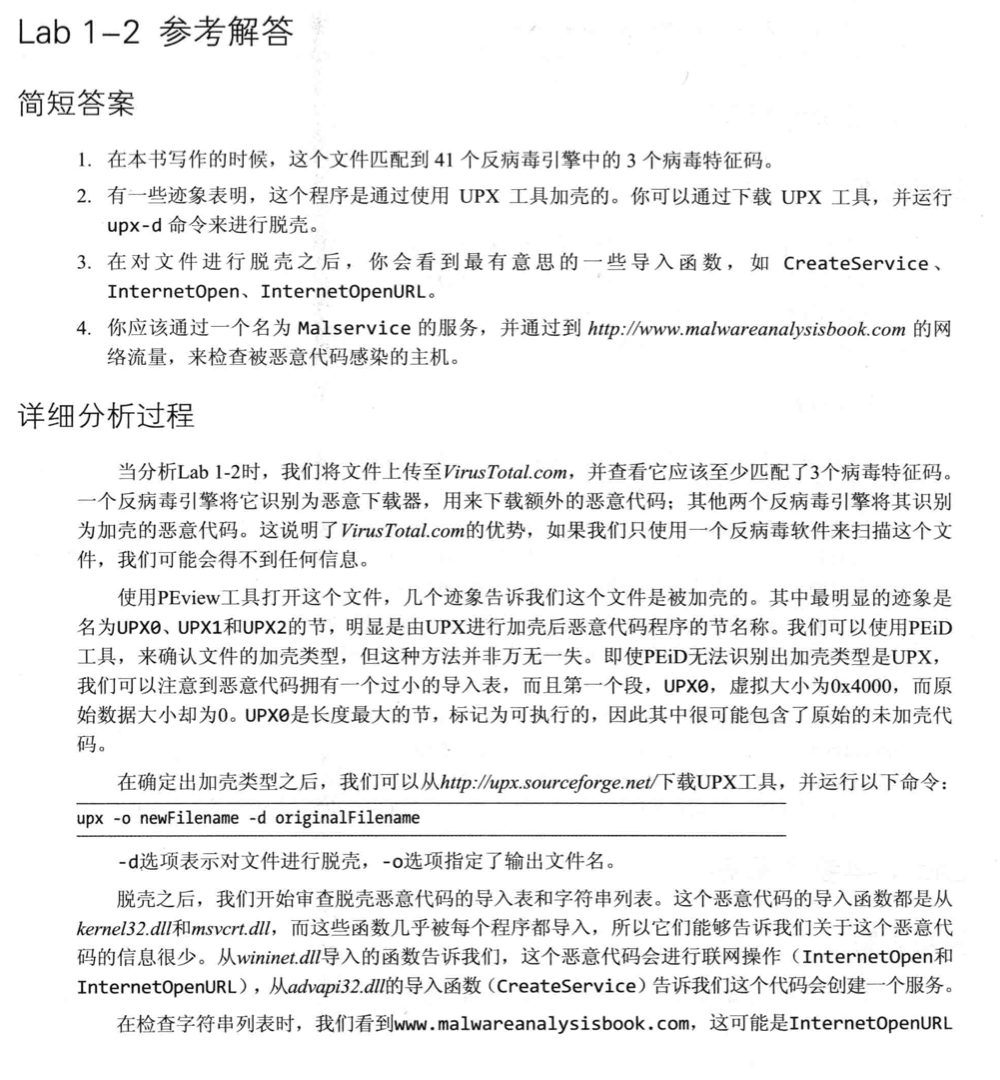 Lab 1–2 参考解答
简短答案
1. 在本书写作的时候，这个文件匹配到 41 个反病毒引擎中的 3 个病毒特征码。
2. 有一些迹象表明，这个程序是通过使用 UPX 工具加壳的。你可以通过下载 UPX 工具，并运行
upx-d 命令来进行脱壳。
3. 在对文件进行脱壳之后，你会看到最有意思的一些导入函数，如 CreateService、
InternetOpen、InternetOpenURL。
4. 你应该通过一个名为 Malservice 的服务，并通过到 http://www.malwareanalysisbook.com 的网
络流量，来检查被恶意代码感染的主机。
详细分析过程
当分析Lab 1-2时，我们将文件上传至VirusTotal.com，并查看它应该至少匹配了3个病毒特征码。
一个反病毒引擎将它识别为恶意下载器，用来下载额外的恶意代码；其他两个反病毒引擎将其识别
为加壳的恶意代码。这说明了VirusTotal.com的优势，如果我们只使用一个反病毒软件来扫描这个文
件，我们可能会得不到任何信息。
使用PEview工具打开这个文件，几个迹象告诉我们这个文件是被加壳的。其中最明显的迹象是
名为UPX0、UPX1和UPX2的节，明显是由UPX进行加壳后恶意代码程序的节名称。我们可以使用PEiD
工具，来确认文件的加壳类型，但这种方法并非万无一失。即使PEiD无法识别出加壳类型是UPX，
我们可以注意到恶意代码拥有一个过小的导入表，而且第一个段，UPX0，虚拟大小为0x4000，而原
始数据大小却为0。UPX0是长度最大的节，标记为可执行的，因此其中很可能包含了原始的未加壳代
码。
在确定出加壳类型之后，我们可以从http://upx.sourceforge.net/下载UPX工具，并运行以下命令：
upx -o newFilename -d originalFilename
-d选项表示对文件进行脱壳，-o选项指定了输出文件名。
脱壳之后，我们开始审查脱壳恶意代码的导入表和字符串列表。这个恶意代码的导入函数都是从
kernel32.dll和msvcrt.dll，而这些函数几乎被每个程序都导入，所以它们能够告诉我们关于这个恶意代
码的信息很少。从wininet.dll导入的函数告诉我们，这个恶意代码会进行联网操作（InternetOpen和
InternetOpenURL），从advapi32.dll的导入函数（CreateService）告诉我们这个代码会创建一个服务。
在检查字符串列表时，我们看到www.malwareanalysisbook.com，这可能是InternetOpenURL